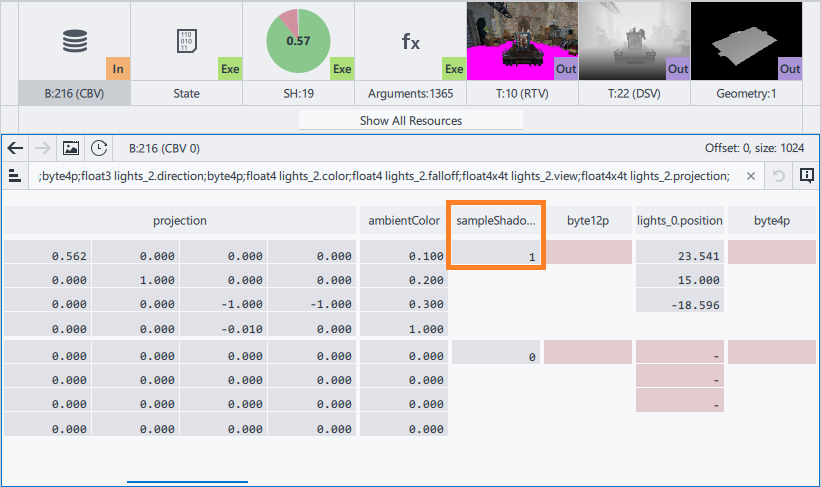 110
010
11
0.57
fx
In
Exe
Exe
Exe
Out
Out
Out
B:216 (CBV)
State
SH:19
Arguments:1365
T:10 (RTV)
T:22 (DSV)
Geometry:1
Show All Resources
B:216 (CBV 0)
Offset: 0, size: 1024
;byte4p;float3 lights_2.direction;byte4p;float4 lights_2.color;float4 lights_2.falloff;float4x4t lights_2.view;float4x4t lights_2.projection;
projection ambientColor sampleShado... byte12p lights_0.position byte4p
0.562 0.000 0.000 0.000 0.100 1 23.541
0.000 1.000 0.000 0.000 0.200 15.000
0.000 0.000 -1.000 -1.000 0.300 -18.596
0.000 0.000 -0.010 0.000 1.000
0.000 0.000 0.000 0.000 0.000 0 -
0.000 0.000 0.000 0.000 0.000 -
0.000 0.000 0.000 0.000 0.000 -
0.000 0.000 0.000 0.000 0.000